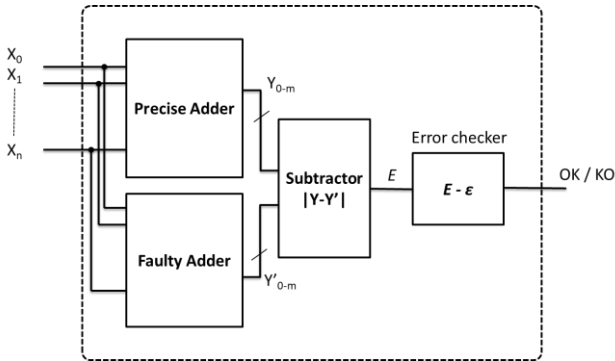 X0
X1
Xn
Precise Adder
Y0-m
Faulty Adder
Y'0-m
Subtractor
|Y-Y'|
E
Error checker
E - ε
OK / KO